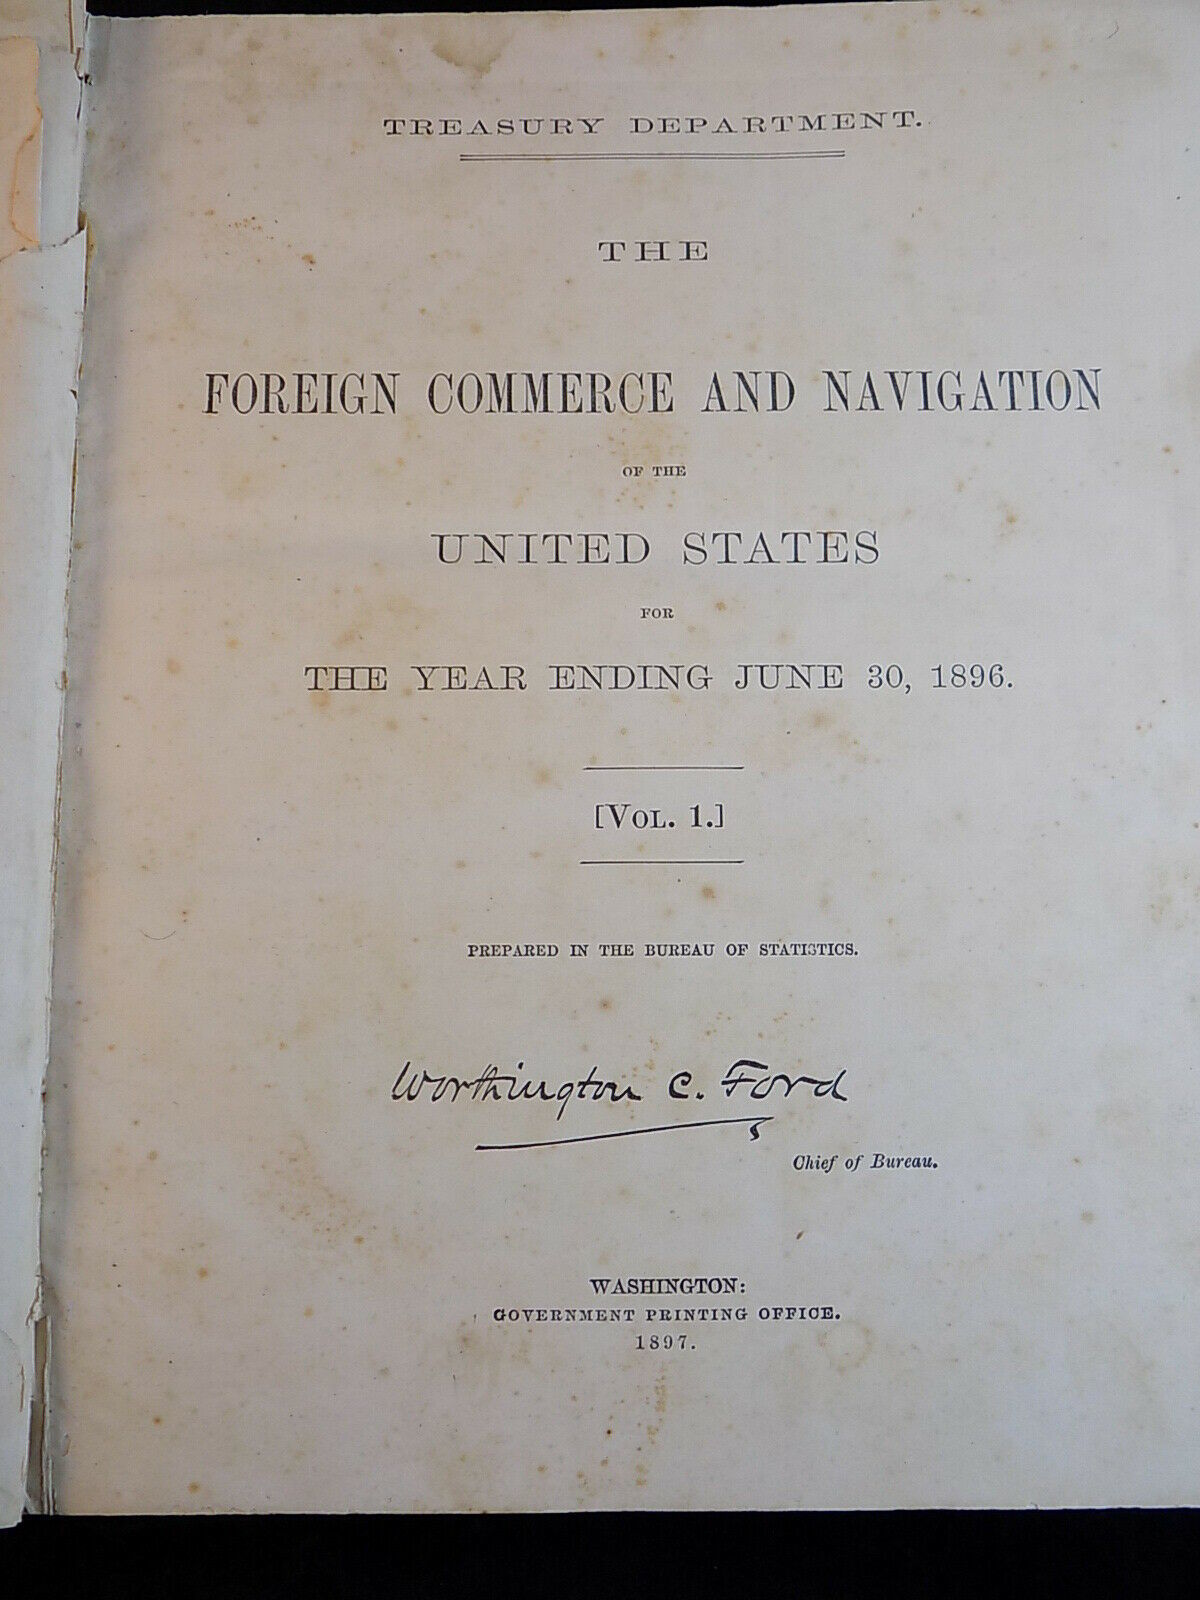 TREASURY DEPARTMENT.
THE
FOREIGN COMMERCE AND NAVIGATION
OF THE
UNITED STATES
FOR
THE YEAR ENDING JUNE 30, 1896.
[VOL. 1.]
PREPARED IN THE BUREAU OF STATISTICS.
Worthington C. Ford
Chief of Bureau.
WASHINGTON:
GOVERNMENT PRINTING OFFICE.
1897.